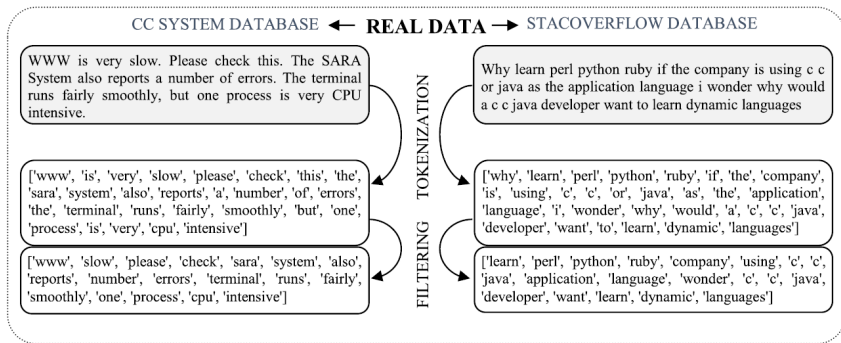 CC SYSTEM DATABASE ← REAL DATA → STACOVERFLOW DATABASE
WWW is very slow. Please check this. The SARA
System also reports a number of errors. The terminal
runs fairly smoothly, but one process is very CPU
intensive.
Why learn perl python ruby if the company is using c c
or java as the application language i wonder why would
a c c java developer want to learn dynamic languages
TOKENIZATION
['www', 'is', 'very', 'slow', 'please', 'check', 'this', 'the',
'sara', 'system', 'also', 'reports', 'a', 'number', 'of', 'errors',
'the', 'terminal', 'runs', 'fairly', 'smoothly', 'but', 'one',
'process', 'is', 'very', 'cpu', 'intensive']
['why', 'learn', 'perl', 'python', 'ruby', 'if', 'the', 'company',
'is', 'using', 'c', 'c', 'or', 'java', 'as', 'the', 'application',
'language', 'i', 'wonder', 'why', 'would', 'a', 'c', 'c', 'java',
'developer', 'want', 'to', 'learn', 'dynamic', 'languages']
FILTERING
['www', 'slow', 'please', 'check', 'sara', 'system', 'also',
'reports', 'number', 'errors', 'terminal', 'runs', 'fairly',
'smoothly', 'one', 'process', 'cpu', 'intensive']
['learn', 'perl', 'python', 'ruby', 'company', 'using', 'c', 'c',
'java', 'application', 'language', 'wonder', 'c', 'c', 'java',
'developer', 'want', 'learn', 'dynamic', 'languages']